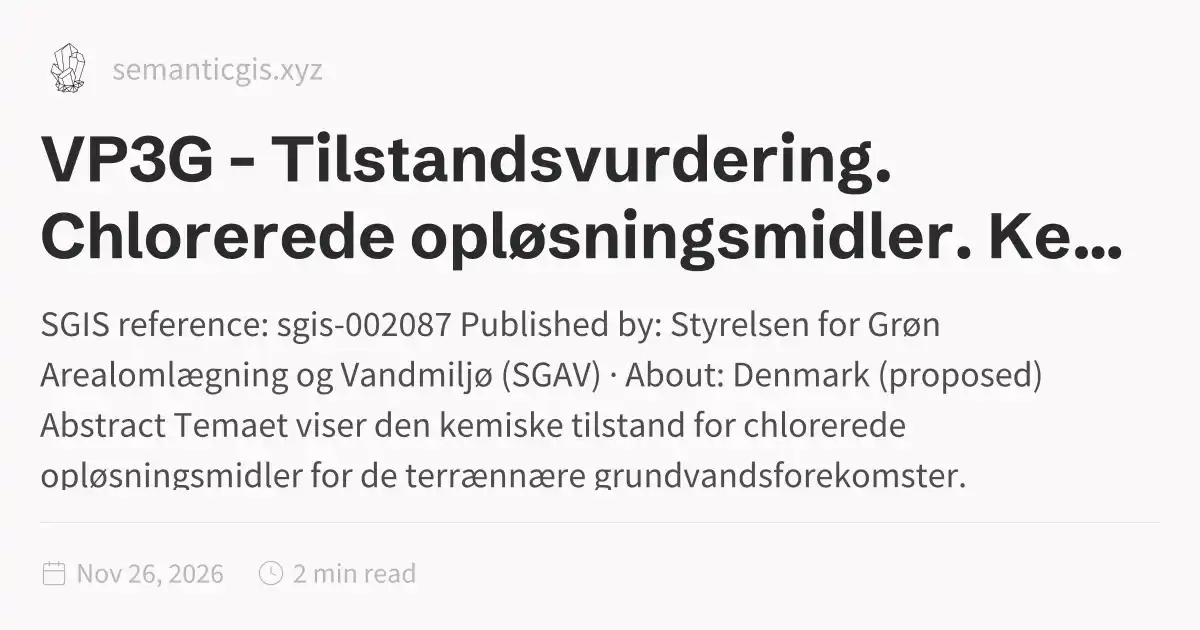 semanticgis.xyz
VP3G - Tilstandsvurdering.
Chlorerede opløsningsmidler. Ke...
SGIS reference: sgis-002087 Published by: Styrelsen for Grøn
Arealomlægning og Vandmiljø (SGAV) · About: Denmark (proposed)
Abstract Temaet viser den kemiske tilstand for chlorerede
opløsningsmidler for de terrænnære grundvandsforekomster.
Nov 26, 2026 2 min read